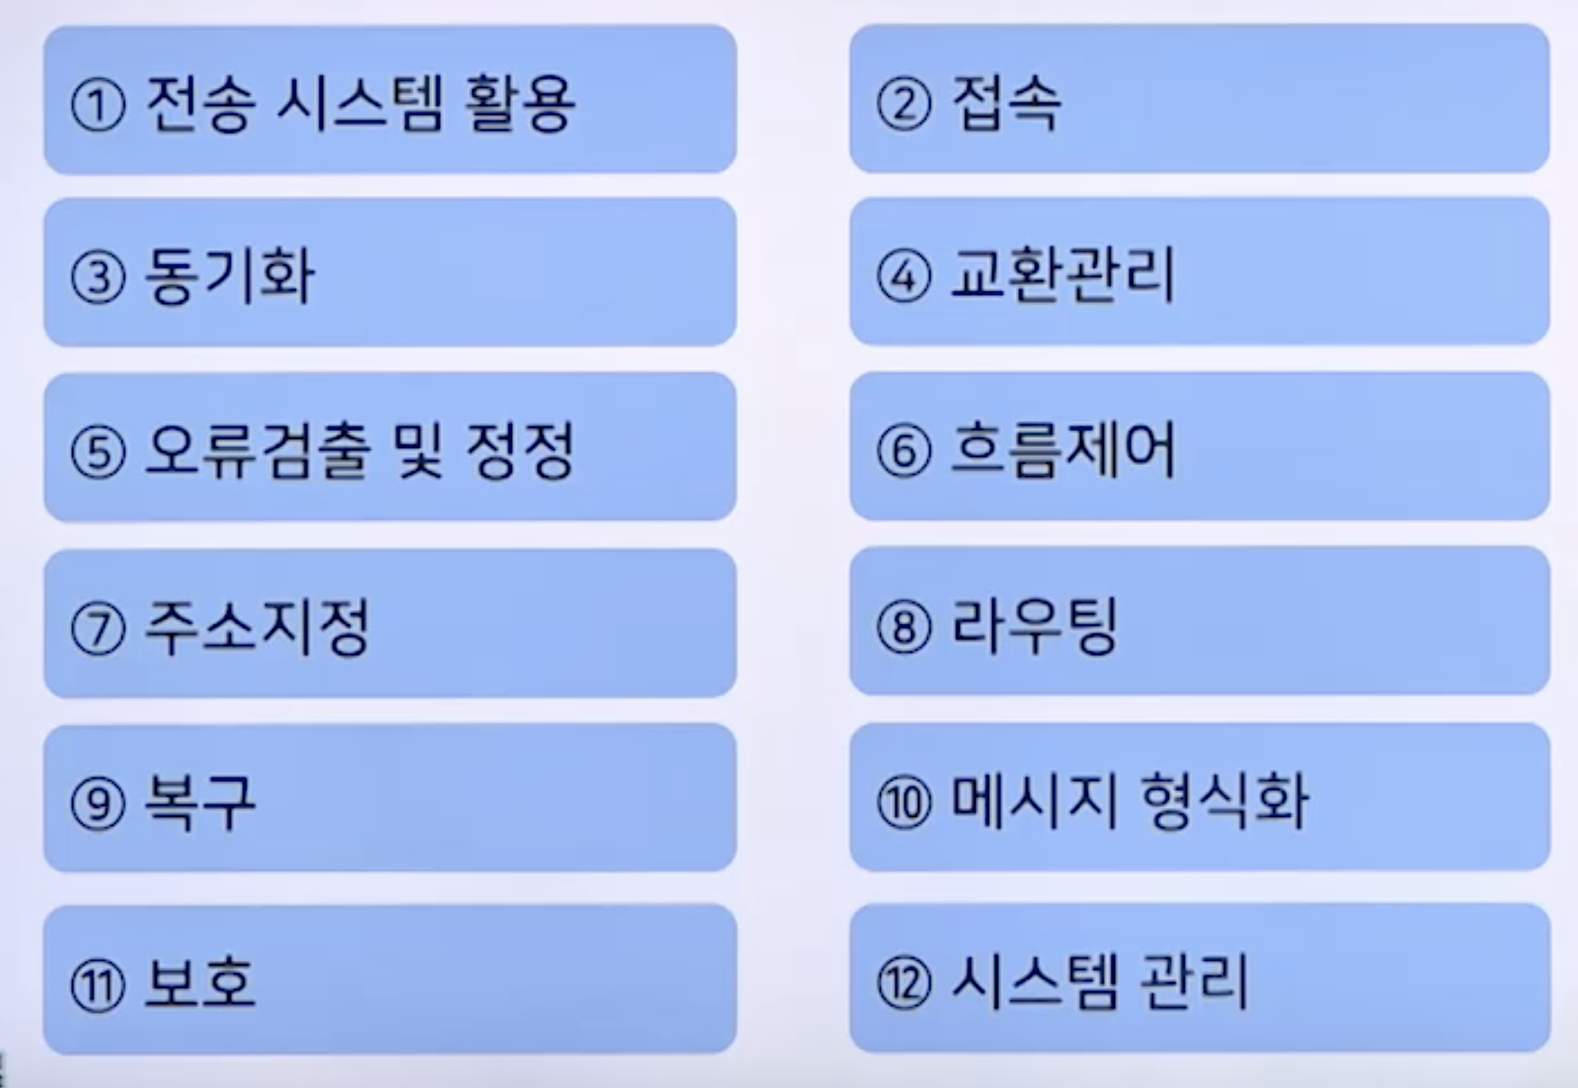 ① 전송 시스템 활용
② 접속
③ 동기화
④ 교환관리
⑤ 오류검출 및 정정
⑥ 흐름제어
⑦ 주소지정
⑧ 라우팅
⑨ 복구
⑩ 메시지 형식화
⑪ 보호
⑫ 시스템 관리